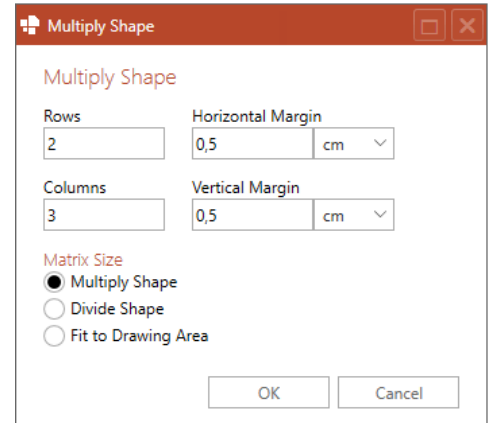 Multiply Shape
Multiply Shape
Rows Horizontal Margin
2 0,5 cm
Columns Vertical Margin
3 0,5 cm
Matrix Size
Multiply Shape
Divide Shape
Fit to Drawing Area
OK Cancel